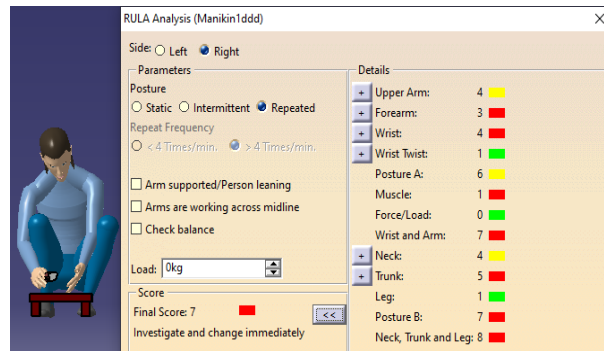 RULA Analysis (Manikin1ddd)
Side: Left Right
Parameters
Posture
Static Intermittent Repeated
Repeat Frequency
< 4 Times/min. > 4 Times/min.
Arm supported/Person leaning
Arms are working across midline
Check balance
Load: 0kg
Score
Final Score: 7
<<
Investigate and change immediately
Details
+ Upper Arm: 4
+ Forearm: 3
+ Wrist: 4
+ Wrist Twist: 1
Posture A: 6
Muscle: 1
Force/Load: 0
Wrist and Arm: 7
+ Neck: 4
+ Trunk: 5
Leg: 1
Posture B: 7
Neck, Trunk and Leg: 8